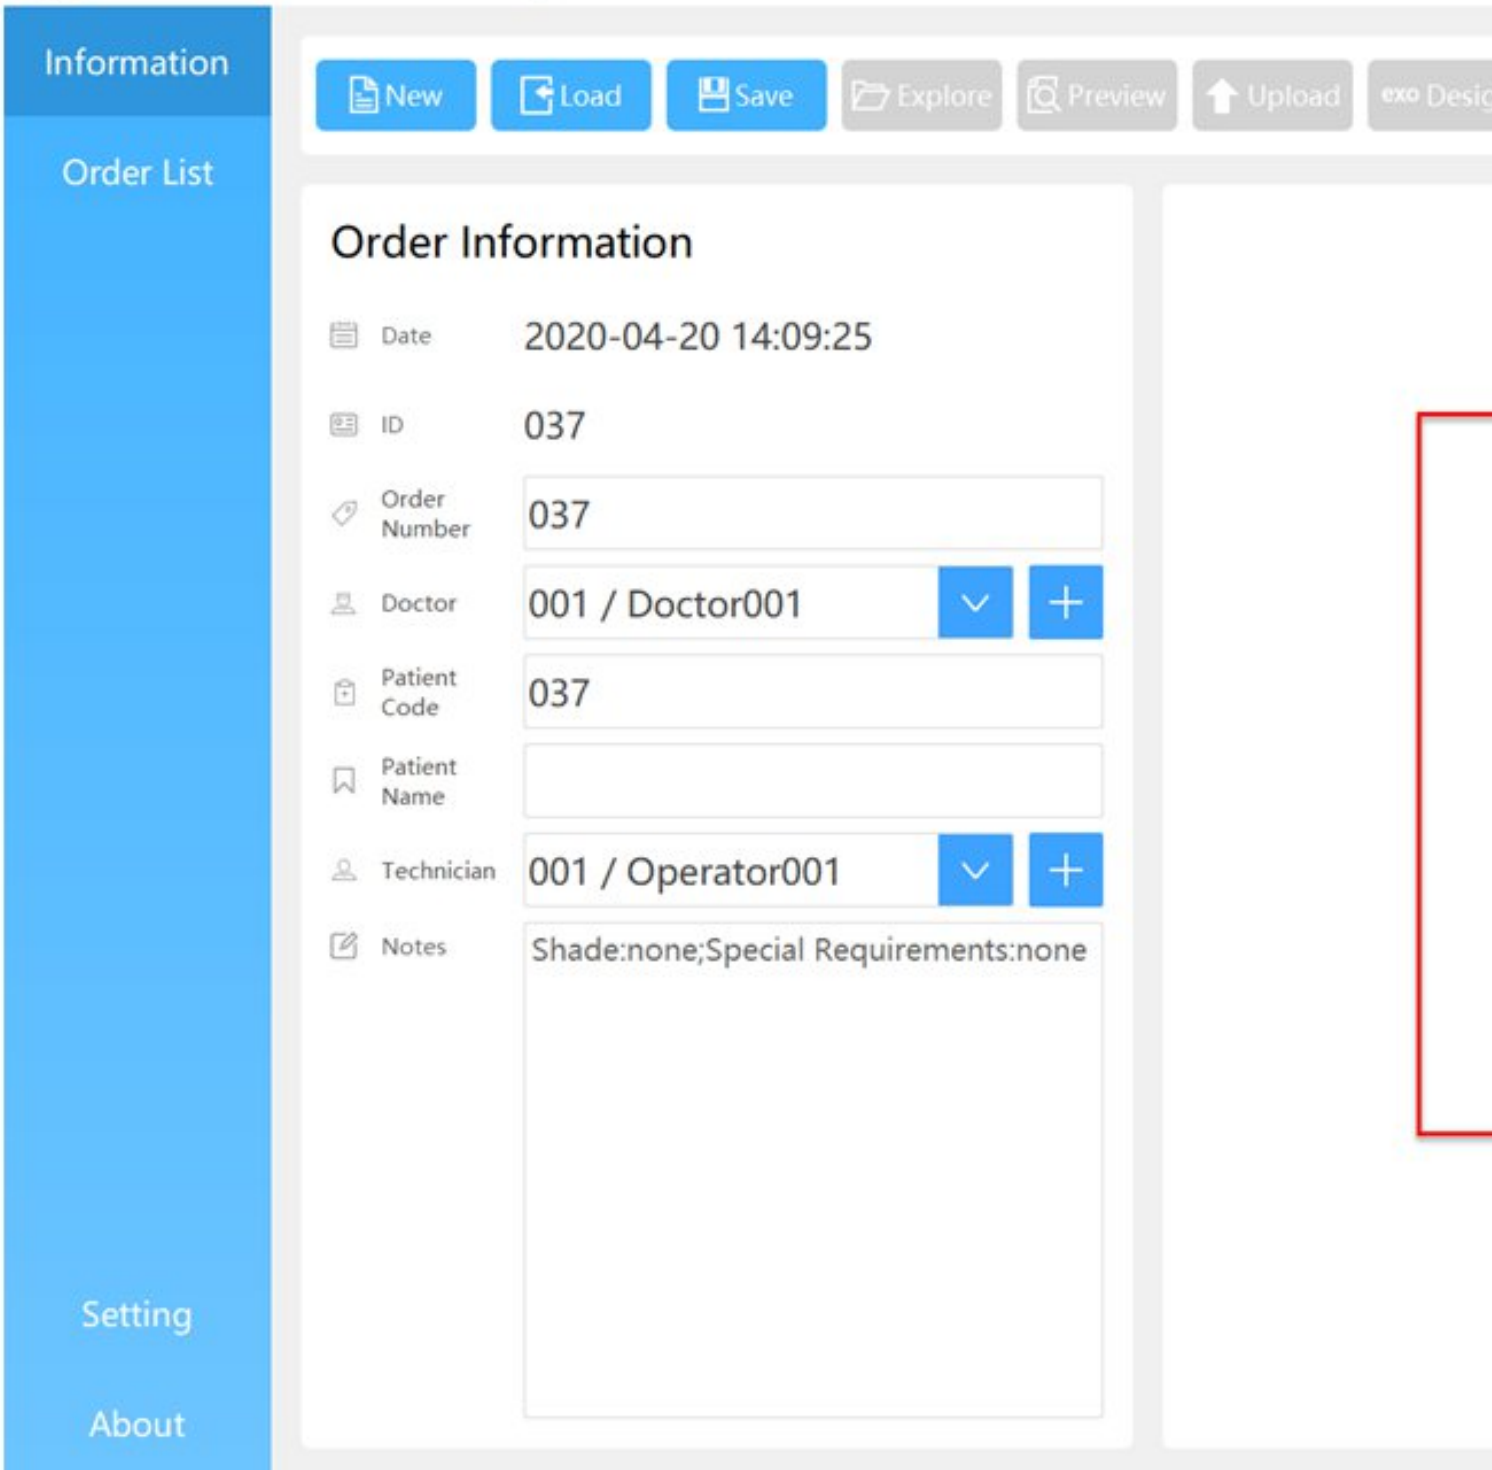 Information
Order List
Setting
About
New
Load
Save
Explore
Preview
Upload
exo Desig
Order Information
Date
2020-04-20 14:09:25
ID
037
Order
Number
037
Doctor
001 / Doctor001
Patient
Code
037
Patient
Name
Technician
001 / Operator001
Notes
Shade:none;Special Requirements:none